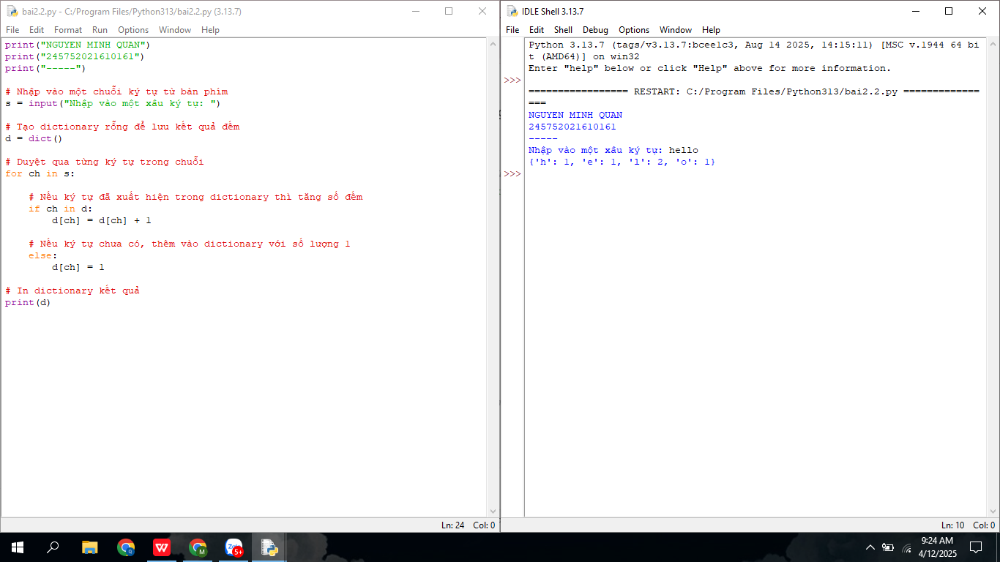 bai2.2.py - C:/Program Files/Python313/bai2.2.py (3.13.7)
File Edit Format Run Options Window Help
print("NGUYEN MINH QUAN")
print("245752021610161")
print("-----")
# Nhập vào một chuỗi ký tự từ bàn phím
s = input("Nhập vào một xâu ký tự: ")
# Tạo dictionary rỗng để lưu kết quả đếm
d = dict()
# Duyệt qua từng ký tự trong chuỗi
for ch in s:
    # Nếu ký tự đã xuất hiện trong dictionary thì tăng số đếm
    if ch in d:
        d[ch] = d[ch] + 1
    # Nếu ký tự chưa có, thêm vào dictionary với số lượng 1
    else:
        d[ch] = 1
# In dictionary kết quả
print(d)
Ln: 24 Col: 0
IDLE Shell 3.13.7
File Edit Shell Debug Options Window Help
Python 3.13.7 (tags/v3.13.7:bcee1c3, Aug 14 2025, 14:15:11) [MSC v.1944 64 bi
t (AMD64)] on win32
Enter "help" below or click "Help" above for more information.
>>>
================= RESTART: C:/Program Files/Python313/bai2.2.py =============
===
NGUYEN MINH QUAN
245752021610161
-----
Nhập vào một xâu ký tự: hello
{'h': 1, 'e': 1, 'l': 2, 'o': 1}
>>>
Ln: 10 Col: 0
5+
9:24 AM
4/12/2025